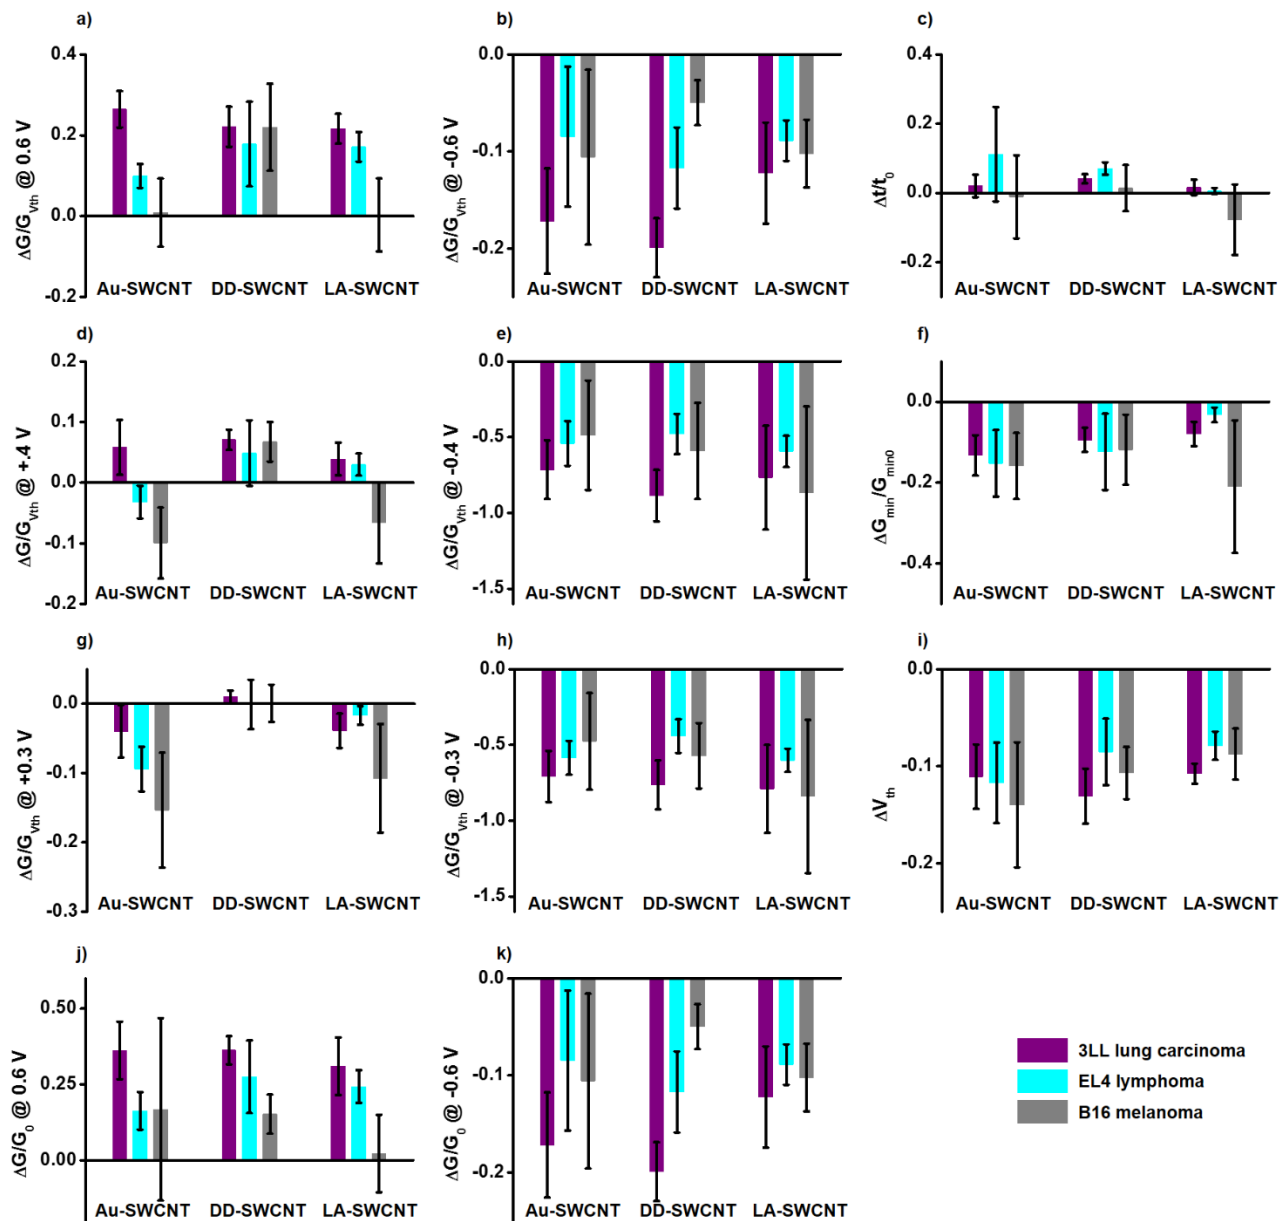 a)
ΔG/G_Vth @ 0.6 V
0.4
0.2
0.0
-0.2
Au-SWCNT DD-SWCNT LA-SWCNT
b)
ΔG/G_Vth @ -0.6 V
0.0
-0.1
-0.2
Au-SWCNT DD-SWCNT LA-SWCNT
c)
Δt/t_0
0.4
0.2
0.0
-0.2
Au-SWCNT DD-SWCNT LA-SWCNT
d)
ΔG/G_Vth @ +.4 V
0.2
0.1
0.0
-0.1
-0.2
Au-SWCNT DD-SWCNT LA-SWCNT
e)
ΔG/G_Vth @ -0.4 V
0.0
-0.5
-1.0
-1.5
Au-SWCNT DD-SWCNT LA-SWCNT
f)
ΔG_min/G_min0
0.0
-0.2
-0.4
Au-SWCNT DD-SWCNT LA-SWCNT
g)
ΔG/G_Vth @ +0.3 V
0.0
-0.1
-0.2
-0.3
Au-SWCNT DD-SWCNT LA-SWCNT
h)
ΔG/G_Vth @ -0.3 V
0.0
-0.5
-1.0
-1.5
Au-SWCNT DD-SWCNT LA-SWCNT
i)
ΔV_th
0.0
-0.1
-0.2
Au-SWCNT DD-SWCNT LA-SWCNT
j)
ΔG/G_0 @ 0.6 V
0.50
0.25
0.00
Au-SWCNT DD-SWCNT LA-SWCNT
k)
ΔG/G_0 @ -0.6 V
0.0
-0.1
-0.2
Au-SWCNT DD-SWCNT LA-SWCNT
3LL lung carcinoma
EL4 lymphoma
B16 melanoma